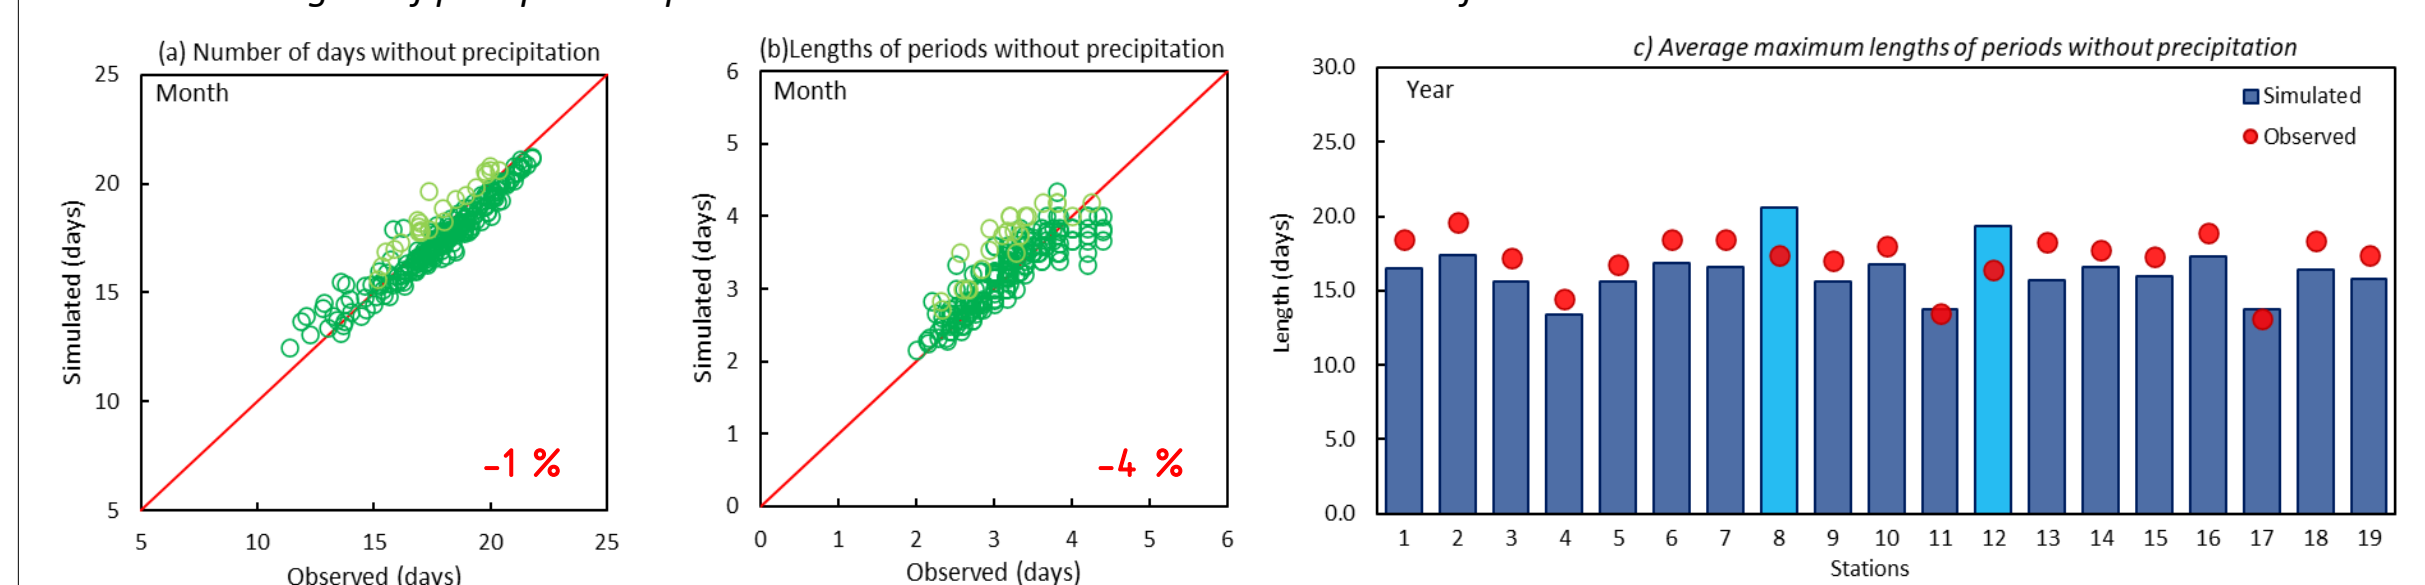 (a) Number of days without precipitation
25
20
15
10
5
Month
Simulated (days)
-1 %
5 10 15 20 25
Observed (days)
(b)Lengths of periods without precipitation
6
5
4
3
2
1
0
Month
Simulated (days)
-4 %
0 1 2 3 4 5 6
Observed (days)
c) Average maximum lengths of periods without precipitation
30.0
25.0
20.0
15.0
10.0
5.0
0.0
Year
Simulated
Observed
Length (days)
1 2 3 4 5 6 7 8 9 10 11 12 13 14 15 16 17 18 19
Stations